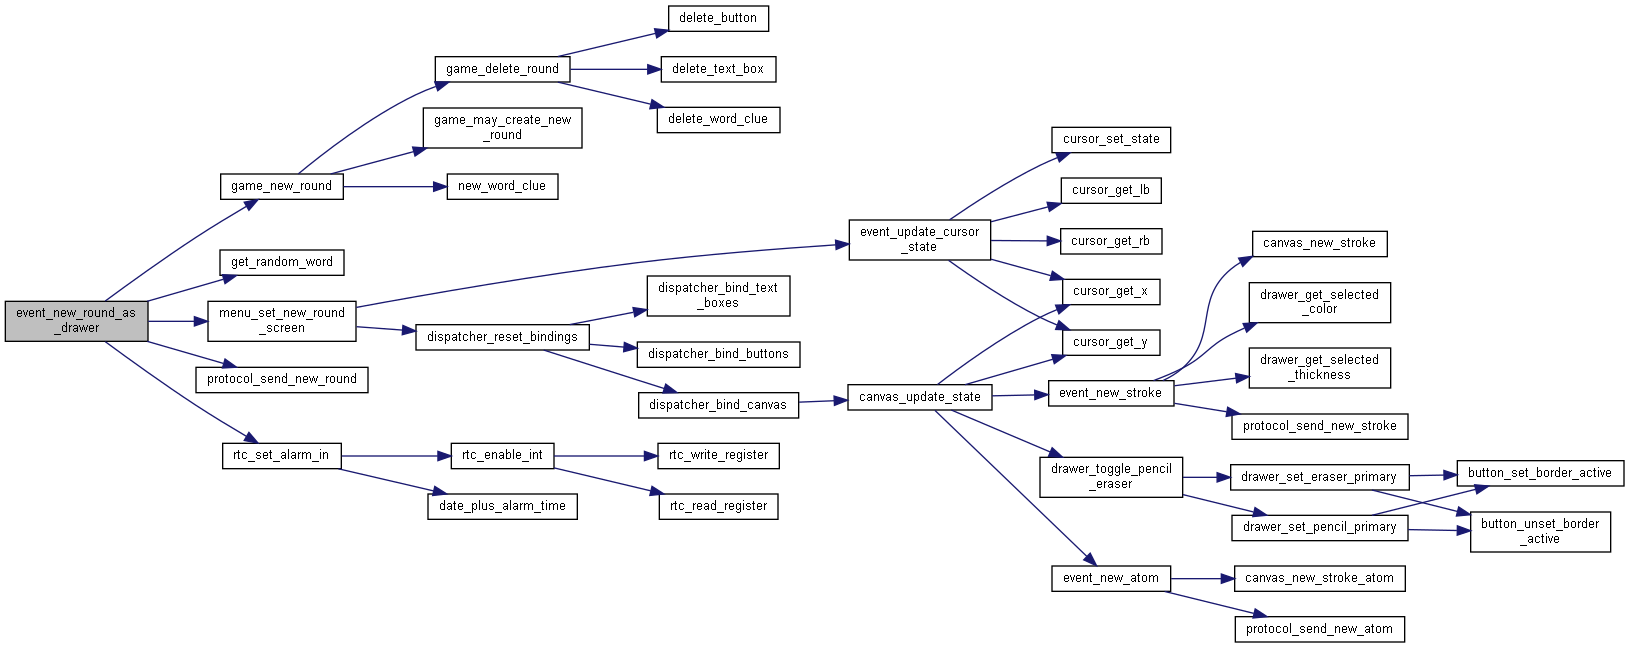 delete_button
game_delete_round
delete_text_box
delete_word_clue
game_may_create_new
_round
game_new_round
new_word_clue
get_random_word
event_new_round_as
_drawer
menu_set_new_round
_screen
protocol_send_new_round
rtc_set_alarm_in
rtc_enable_int
date_plus_alarm_time
rtc_write_register
rtc_read_register
dispatcher_reset_bindings
dispatcher_bind_text
_boxes
dispatcher_bind_buttons
dispatcher_bind_canvas
event_update_cursor
_state
canvas_update_state
cursor_set_state
cursor_get_lb
cursor_get_rb
cursor_get_x
cursor_get_y
event_new_stroke
drawer_toggle_pencil
_eraser
event_new_atom
canvas_new_stroke
drawer_get_selected
_color
drawer_get_selected
_thickness
protocol_send_new_stroke
drawer_set_eraser_primary
drawer_set_pencil_primary
button_set_border_active
button_unset_border
_active
canvas_new_stroke_atom
protocol_send_new_atom